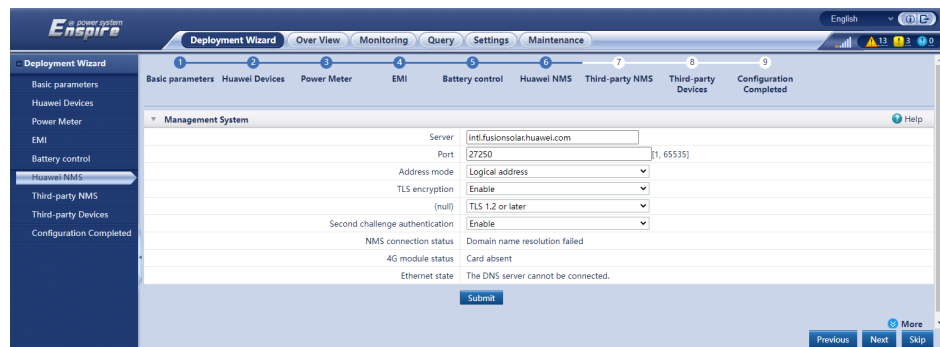 e power system
Enspire
English
Deployment Wizard Over View Monitoring Query Settings Maintenance
13 3 0
Deployment Wizard
Basic parameters
Huawei Devices
Power Meter
EMI
Battery control
Huawei NMS
Third-party NMS
Third-party Devices
Configuration Completed
1 2 3 4 5 6 7 8 9
Basic parameters Huawei Devices Power Meter EMI Battery control Huawei NMS Third-party NMS Third-party Devices Configuration Completed
Management System Help
Server intl.fusionsolar.huawei.com
Port 27250 [1, 65535]
Address mode Logical address
TLS encryption Enable
(null) TLS 1.2 or later
Second challenge authentication Enable
NMS connection status Domain name resolution failed
4G module status Card absent
Ethernet state The DNS server cannot be connected.
Submit
More
Previous Next Skip